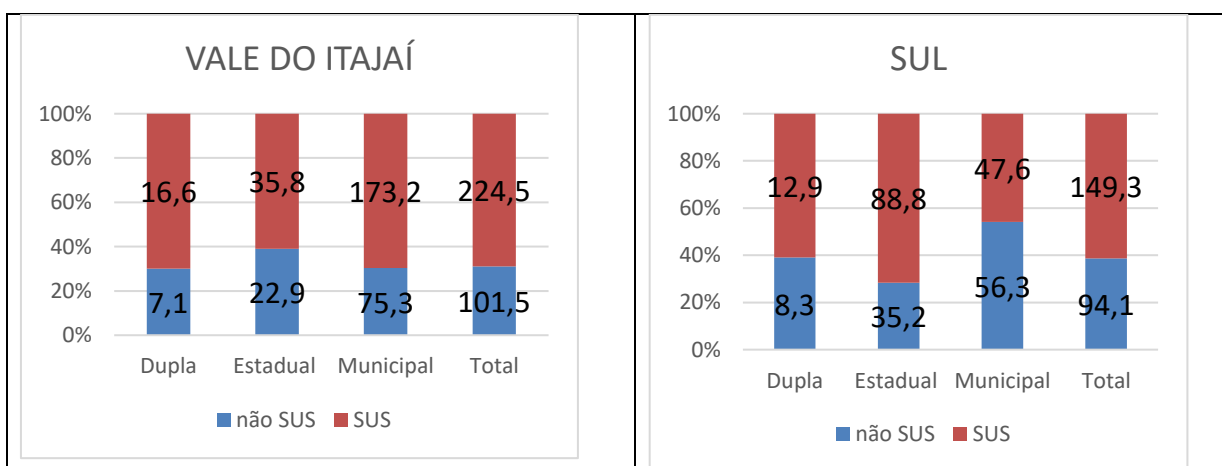 VALE DO ITAJAÍ
100%
80%
60%
40%
20%
0%
16,6 35,8 173,2 224,5
7,1 22,9 75,3 101,5
Dupla Estadual Municipal Total
não SUS SUS
SUL
100%
80%
60%
40%
20%
0%
12,9 88,8 47,6 149,3
8,3 35,2 56,3 94,1
Dupla Estadual Municipal Total
não SUS SUS